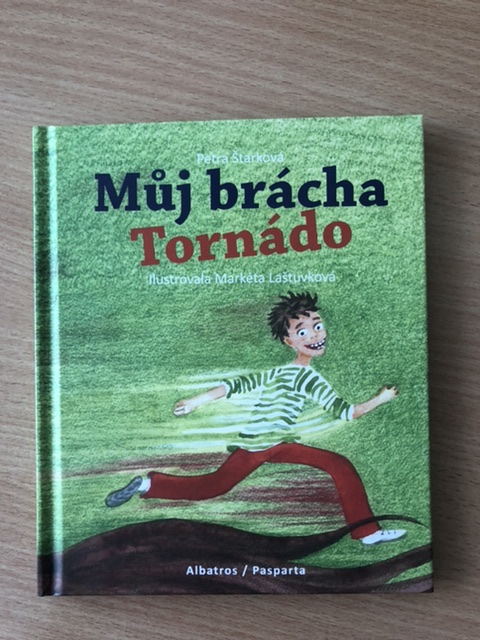 Petra Štarková
Můj brácha
Tornádo
Ilustrovala Markéta Laštuvková
Albatros / Pasparta